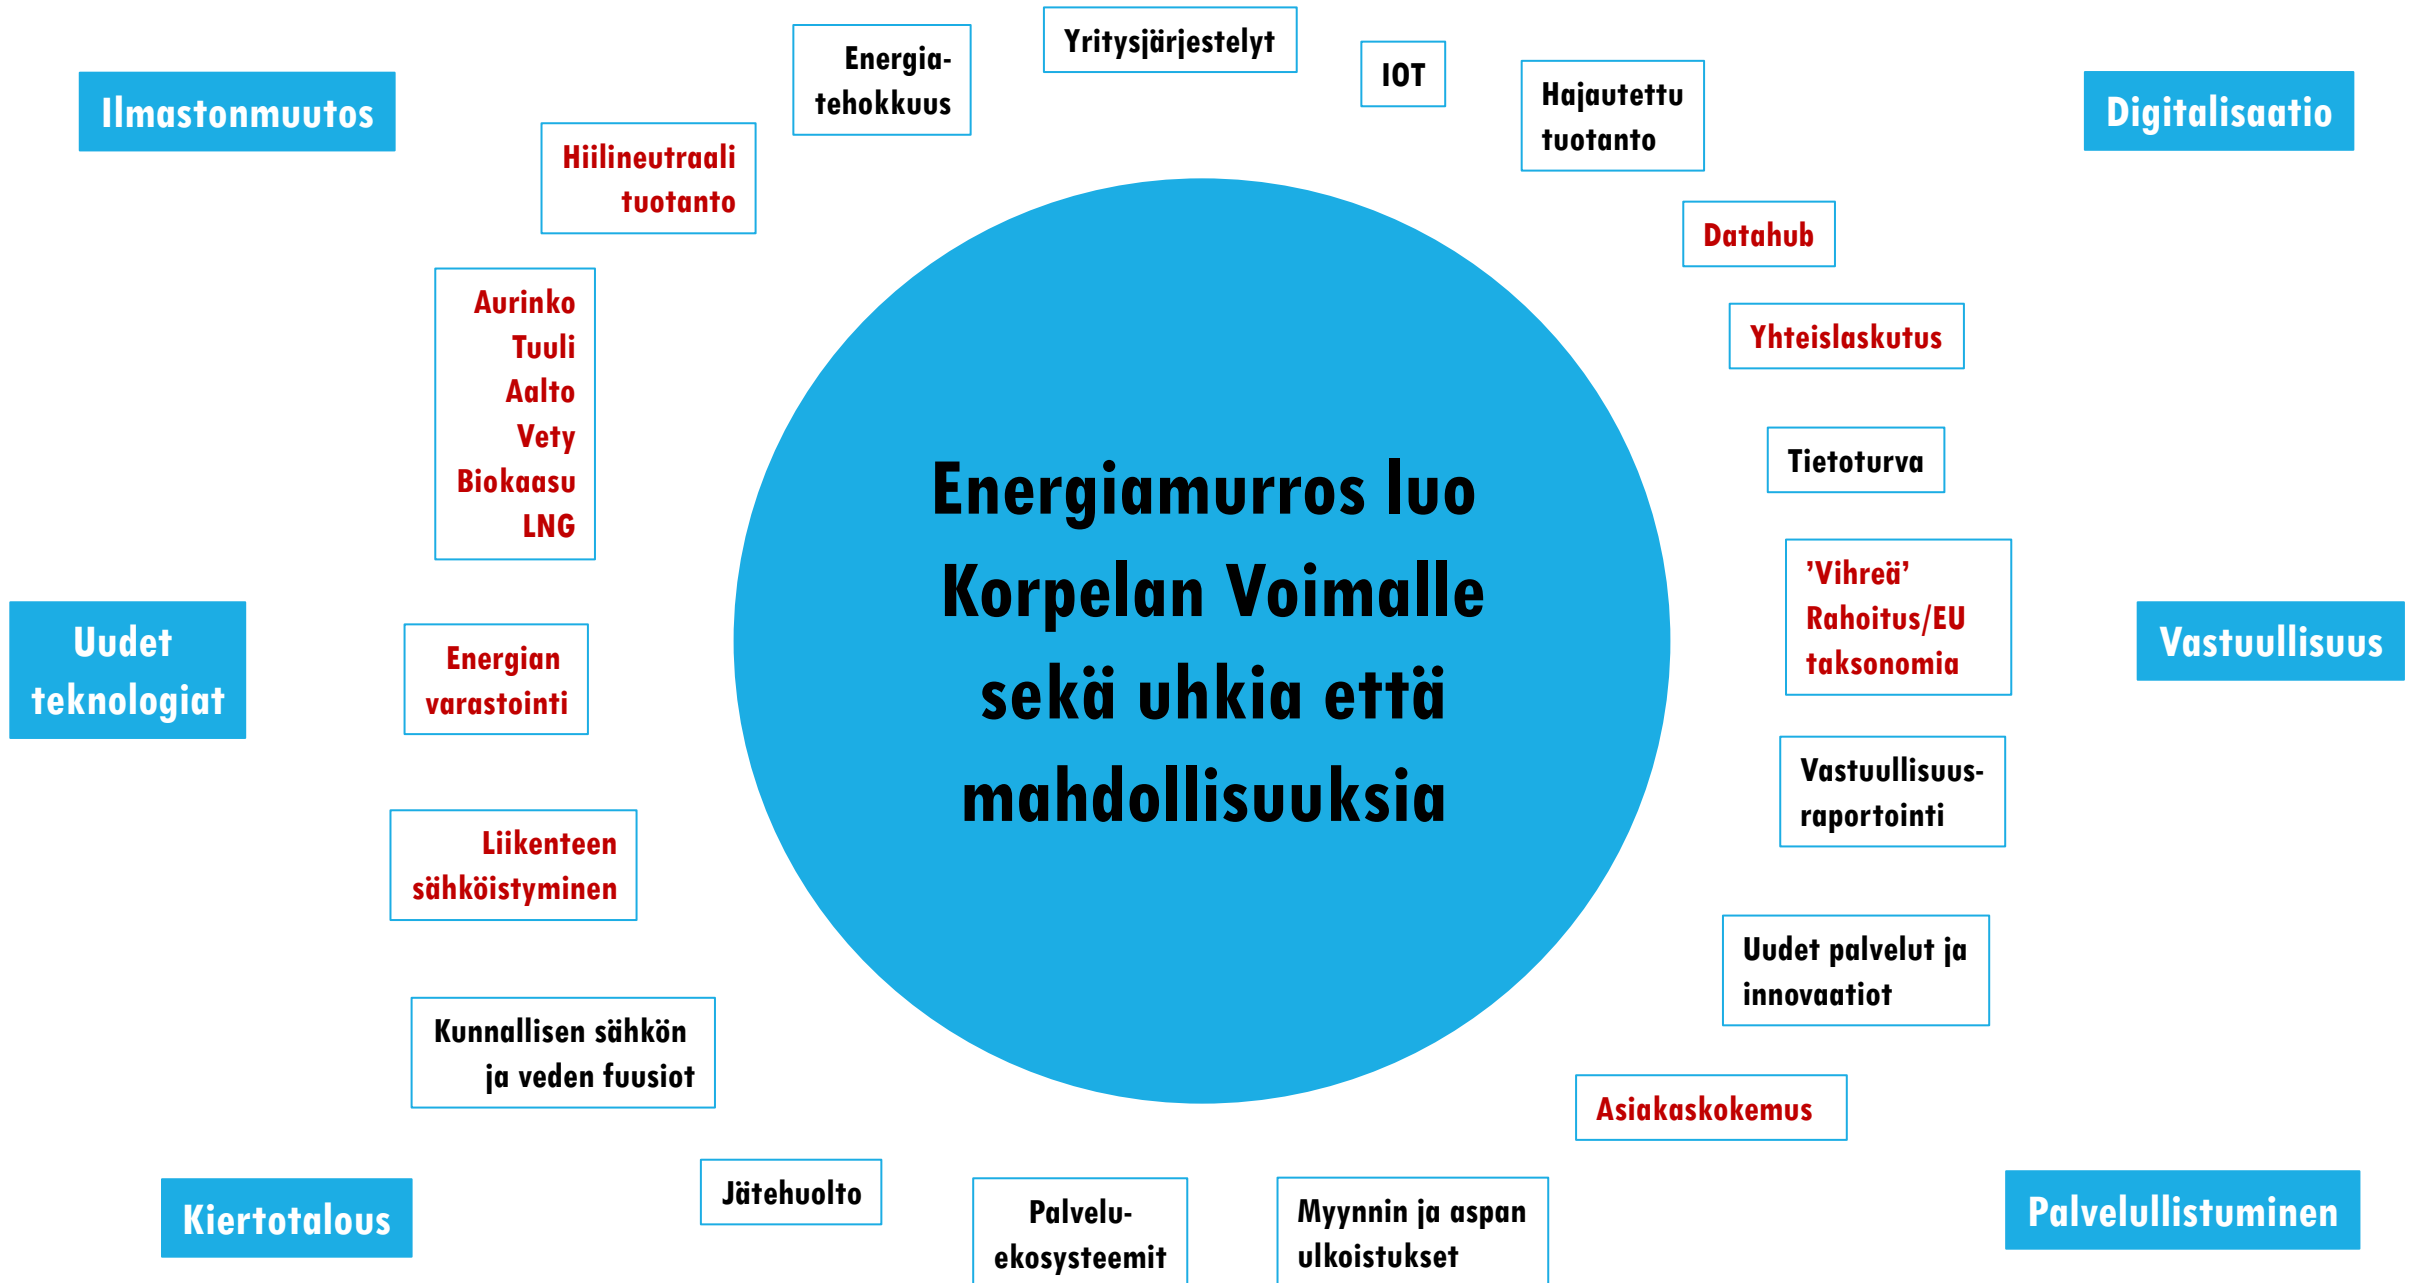 Yritysjärjestelyt
Energia-
tehokkuus
IOT
Hajautettu
tuotanto
Ilmastonmuutos
Digitalisaatio
Hiilineutraali
tuotanto
Datahub
Aurinko
Tuuli
Aalto
Vety
Biokaasu
LNG
Yhteislaskutus
Tietoturva
Energiamurros luo
Korpelan Voimalle
sekä uhkia että
mahdollisuuksia
’Vihreä’
Rahoitus/EU
taksonomia
Uudet
teknologiat
Energian
varastointi
Vastuullisuus
Vastuullisuus-
raportointi
Liikenteen
sähköistyminen
Uudet palvelut ja
innovaatiot
Kunnallisen sähkön
ja veden fuusiot
Asiakaskokemus
Kiertotalous
Jätehuolto
Palvelu-
ekosysteemit
Myynnin ja aspan
ulkoistukset
Palvelullistuminen